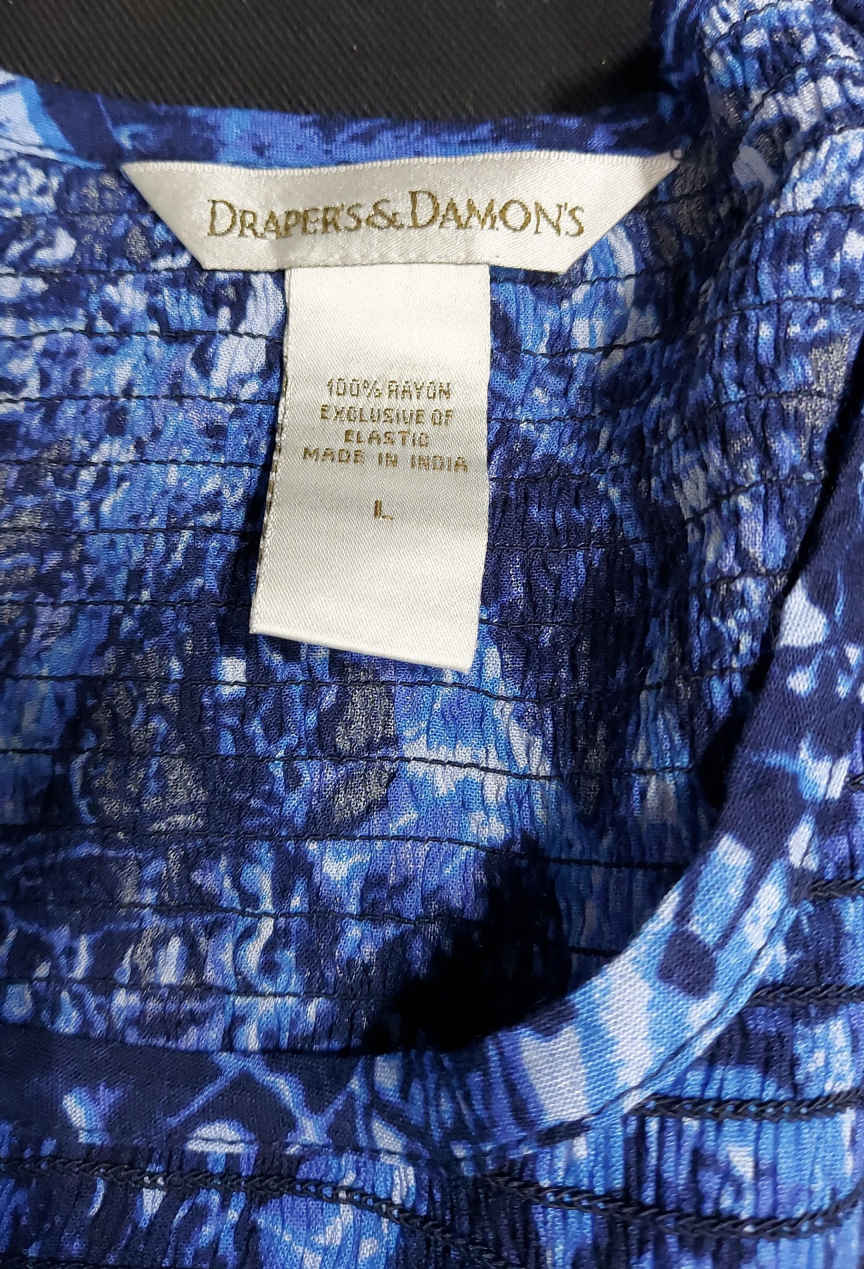 DRAPER'S & DAMON'S
100% RAYON
EXCLUSIVE OF
ELASTIC
MADE IN INDIA
L